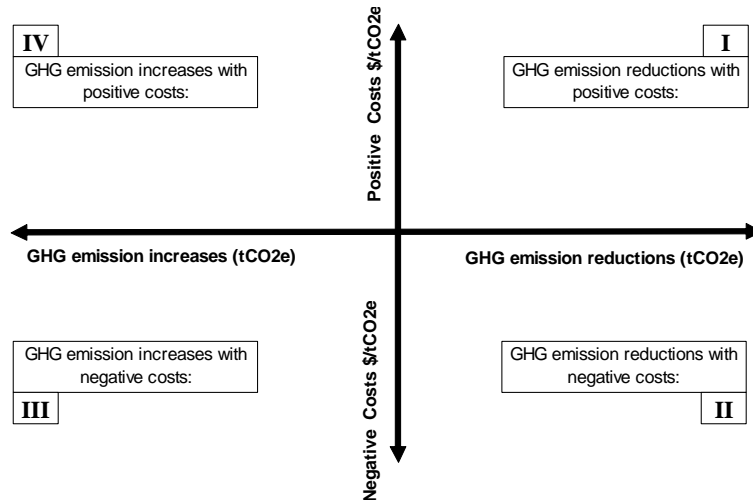 IV
GHG emission increases with
positive costs:
Positive Costs $/tCO2e
I
GHG emission reductions with
positive costs:
GHG emission increases (tCO2e)
GHG emission reductions (tCO2e)
GHG emission increases with
negative costs:
III
Negative Costs $/tCO2e
GHG emission reductions with
negative costs:
II